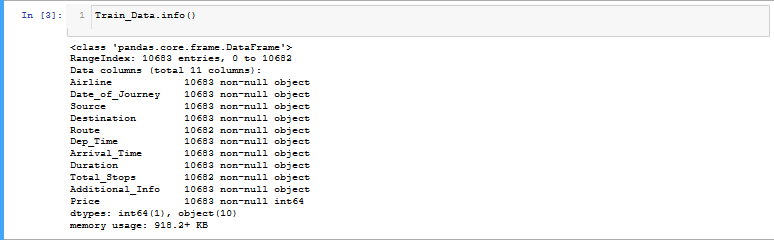 In [3]: 1 Train_Data.info()
<class 'pandas.core.frame.DataFrame'>
RangeIndex: 10683 entries, 0 to 10682
Data columns (total 11 columns):
Airline 10683 non-null object
Date_of_Journey 10683 non-null object
Source 10683 non-null object
Destination 10683 non-null object
Route 10682 non-null object
Dep_Time 10683 non-null object
Arrival_Time 10683 non-null object
Duration 10683 non-null object
Total_Stops 10682 non-null object
Additional_Info 10683 non-null object
Price 10683 non-null int64
dtypes: int64(1), object(10)
memory usage: 918.2+ KB